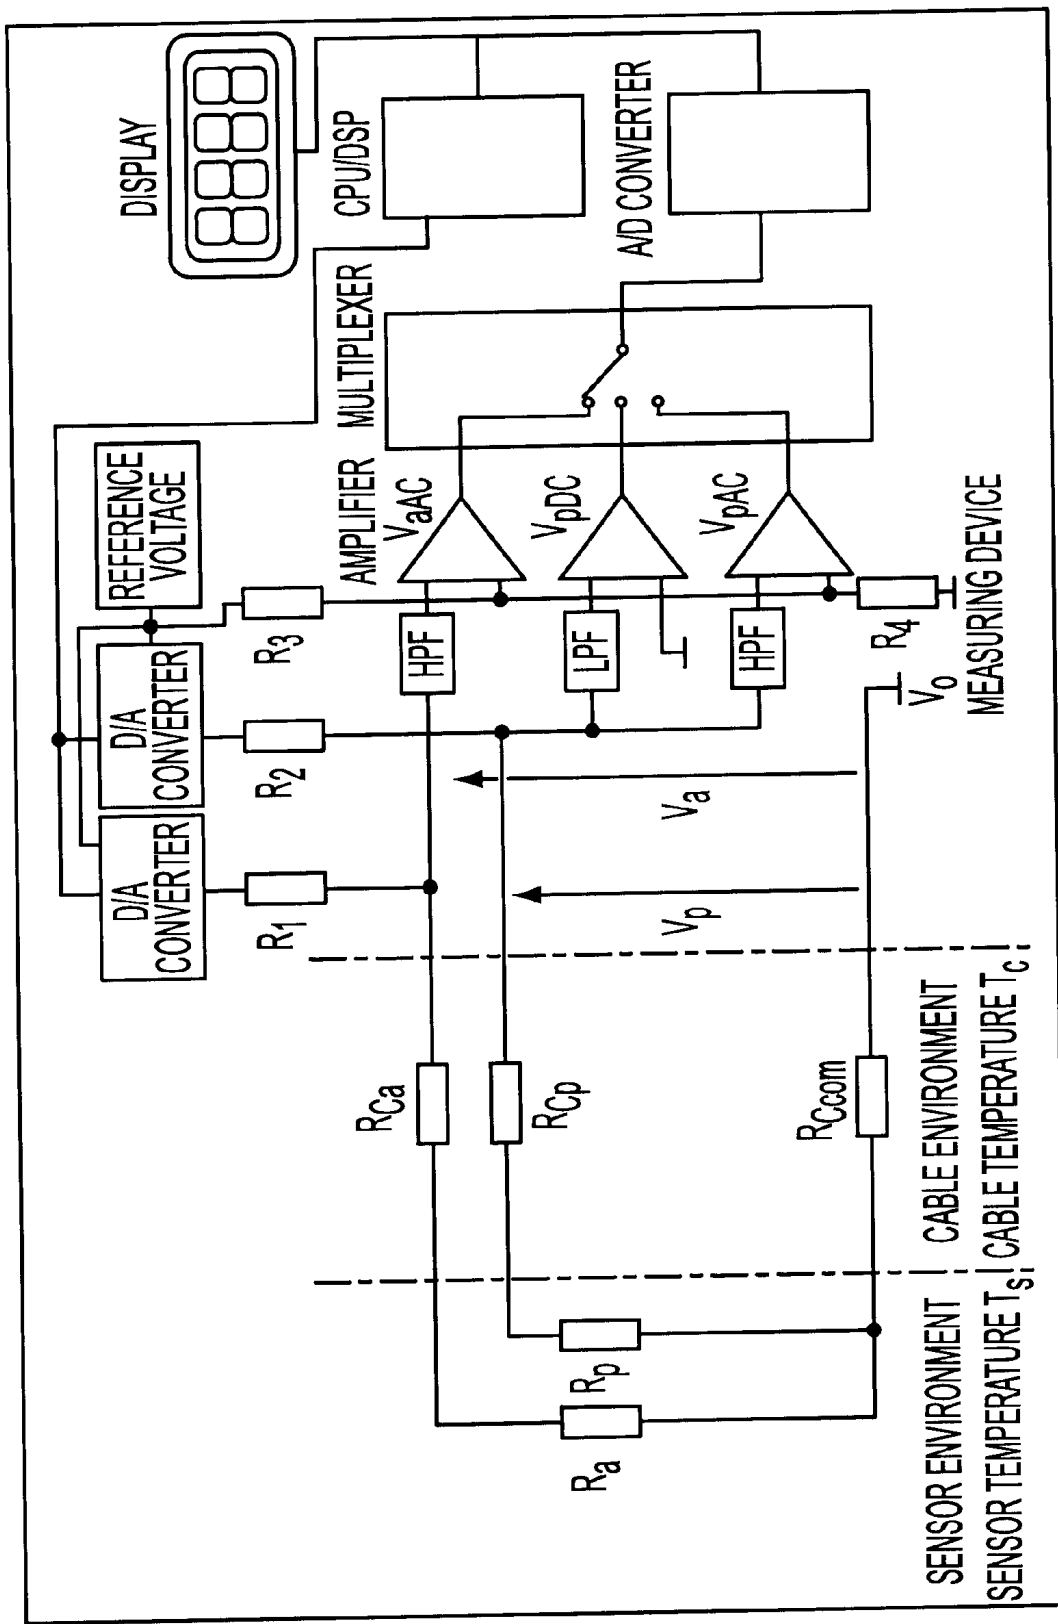 DISPLAY
CPU/DSP
A/D CONVERTER
REFERENCE
VOLTAGE
D/A
CONVERTER
D/A
CONVERTER
AMPLIFIER
MULTIPLEXER
R1
R2
R3
R4
HPF
LPF
HPF
VaAC
VpDC
VpAC
Va
Vp
Vo
MEASURING DEVICE
RCa
RCp
RCcom
Ra
Rp
SENSOR ENVIRONMENT
SENSOR TEMPERATURE Ts
CABLE ENVIRONMENT
CABLE TEMPERATURE TC